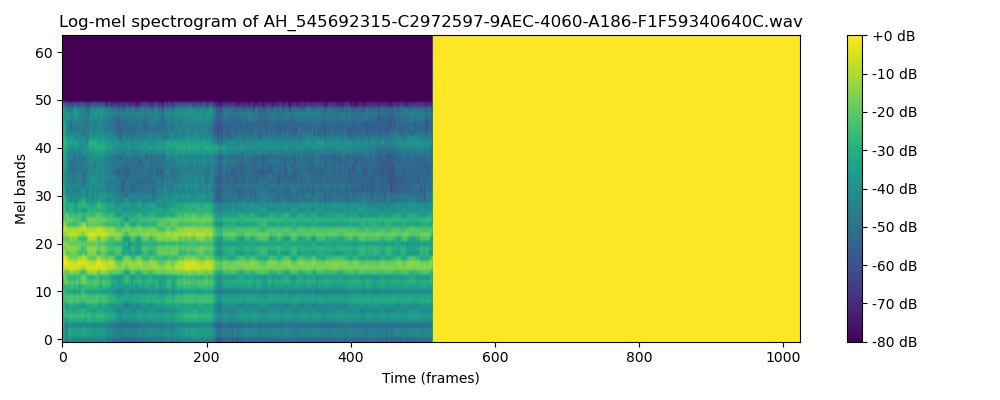 Log-mel spectrogram of AH_545692315-C2972597-9AEC-4060-A186-F1F59340640C.wav
60
50
40
30
20
10
0
Mel bands
0 200 400 600 800 1000
Time (frames)
+0 dB
-10 dB
-20 dB
-30 dB
-40 dB
-50 dB
-60 dB
-70 dB
-80 dB